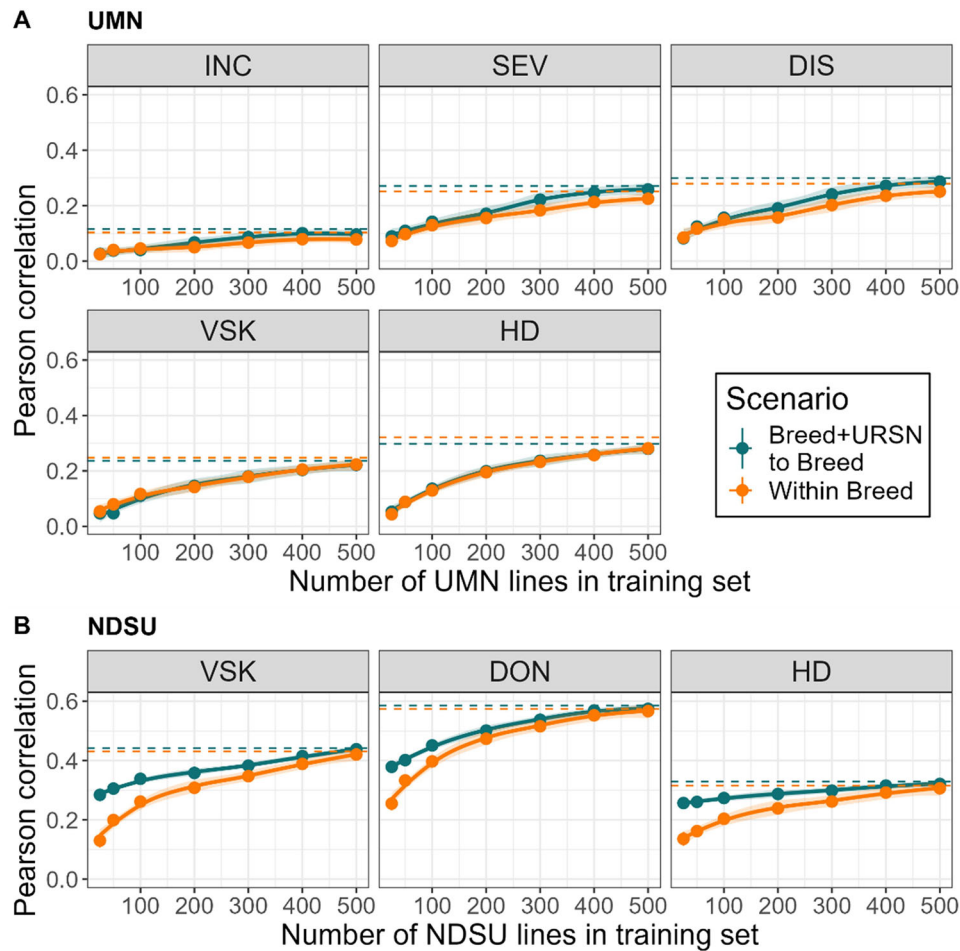 A UMN
INC SEV DIS
Pearson correlation
0.6
0.4
0.2
0.0
100 200 300 400 500 100 200 300 400 500 100 200 300 400 500
VSK HD
Pearson correlation
0.6
0.4
0.2
0.0
100 200 300 400 500 100 200 300 400 500
Scenario
Breed+URSN
to Breed
Within Breed
Number of UMN lines in training set
B NDSU
VSK DON HD
Pearson correlation
0.6
0.4
0.2
0.0
100 200 300 400 500 100 200 300 400 500 100 200 300 400 500
Number of NDSU lines in training set